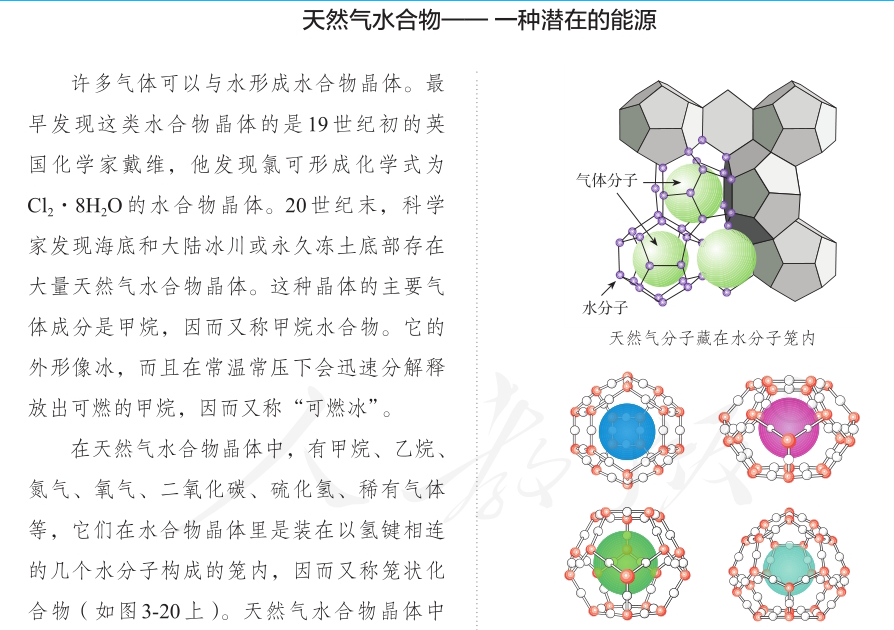 天然气水合物—— 一种潜在的能源
许多气体可以与水形成水合物晶体。最
早发现这类水合物晶体的是19世纪初的英
国化学家戴维，他发现氯可形成化学式为
Cl₂·8H₂O的水合物晶体。20世纪末，科学
家发现海底和大陆冰川或永久冻土底部存在
大量天然气水合物晶体。这种晶体的主要气
体成分是甲烷，因而又称甲烷水合物。它的
外形像冰，而且在常温常压下会迅速分解释
放出可燃的甲烷，因而又称“可燃冰”。
在天然气水合物晶体中，有甲烷、乙烷、
氮气、氧气、二氧化碳、硫化氢、稀有气体
等，它们在水合物晶体里是装在以氢键相连
的几个水分子构成的笼内，因而又称笼状化
合物（如图3-20上）。天然气水合物晶体中
气体分子
水分子
天然气分子藏在水分子笼内
人教版